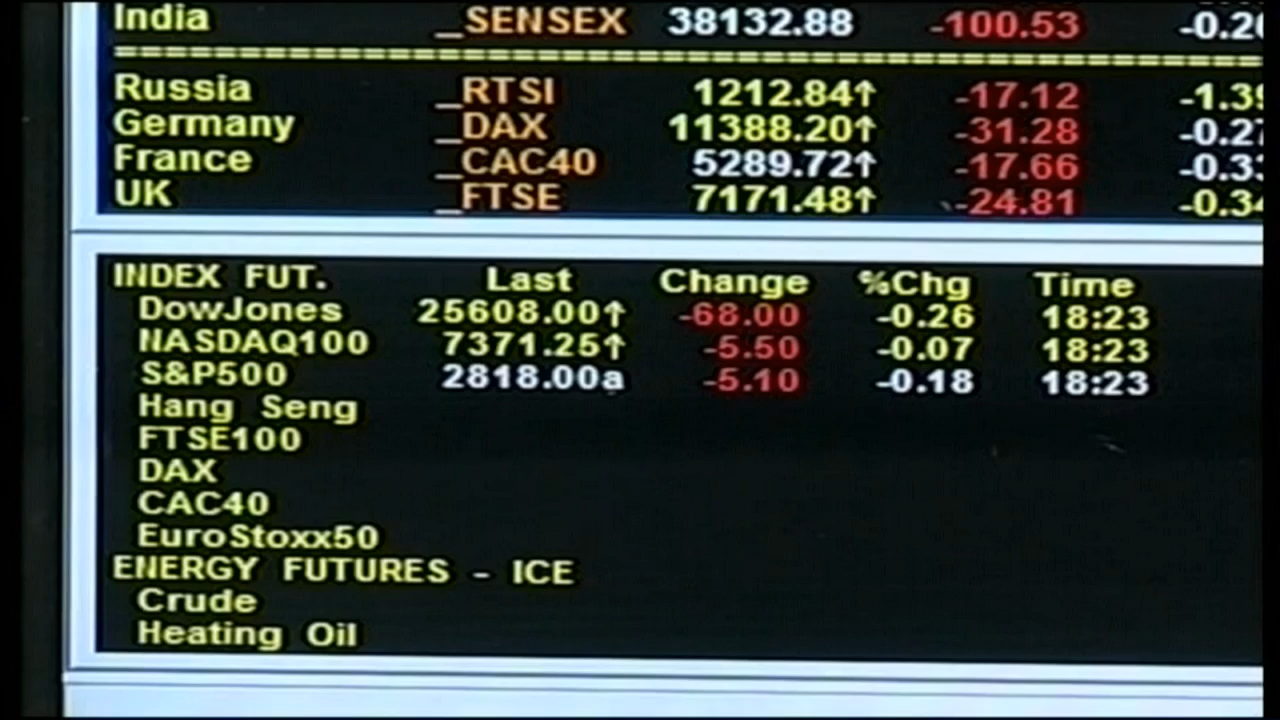 India _SENSEX 38132.88 -100.53
==========================================================
Russia _RTSI 1212.84↑ -17.12
Germany _DAX 11388.20↑ -31.28
France _CAC40 5289.72↑ -17.66
UK _FTSE 7171.48↑ -24.81
INDEX FUT. Last Change %Chg Time
DowJones 25608.00↑ -68.00 -0.26 18:23
NASDAQ100 7371.25↑ -5.50 -0.07 18:23
S&P500 2818.00a -5.10 -0.18 18:23
Hang Seng
FTSE100
DAX
CAC40
EuroStoxx50
ENERGY FUTURES - ICE
Crude
Heating Oil